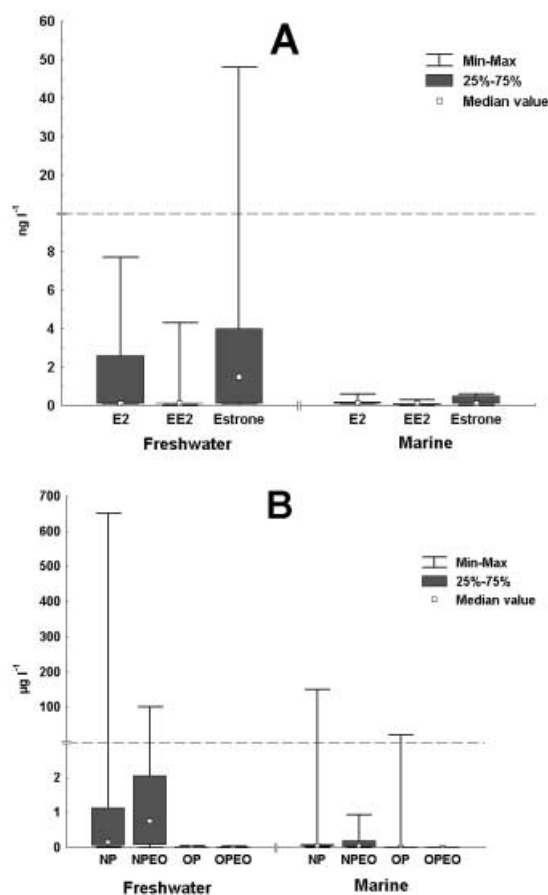 A
60
50
40
30
20
8
6
4
2
0
ng l⁻¹
Min-Max
25%-75%
Median value
E2 EE2 Estrone E2 EE2 Estrone
Freshwater Marine
B
700
600
500
400
300
200
100
2
1
0
µg l⁻¹
Min-Max
25%-75%
Median value
NP NPEO OP OPEO NP NPEO OP OPEO
Freshwater Marine